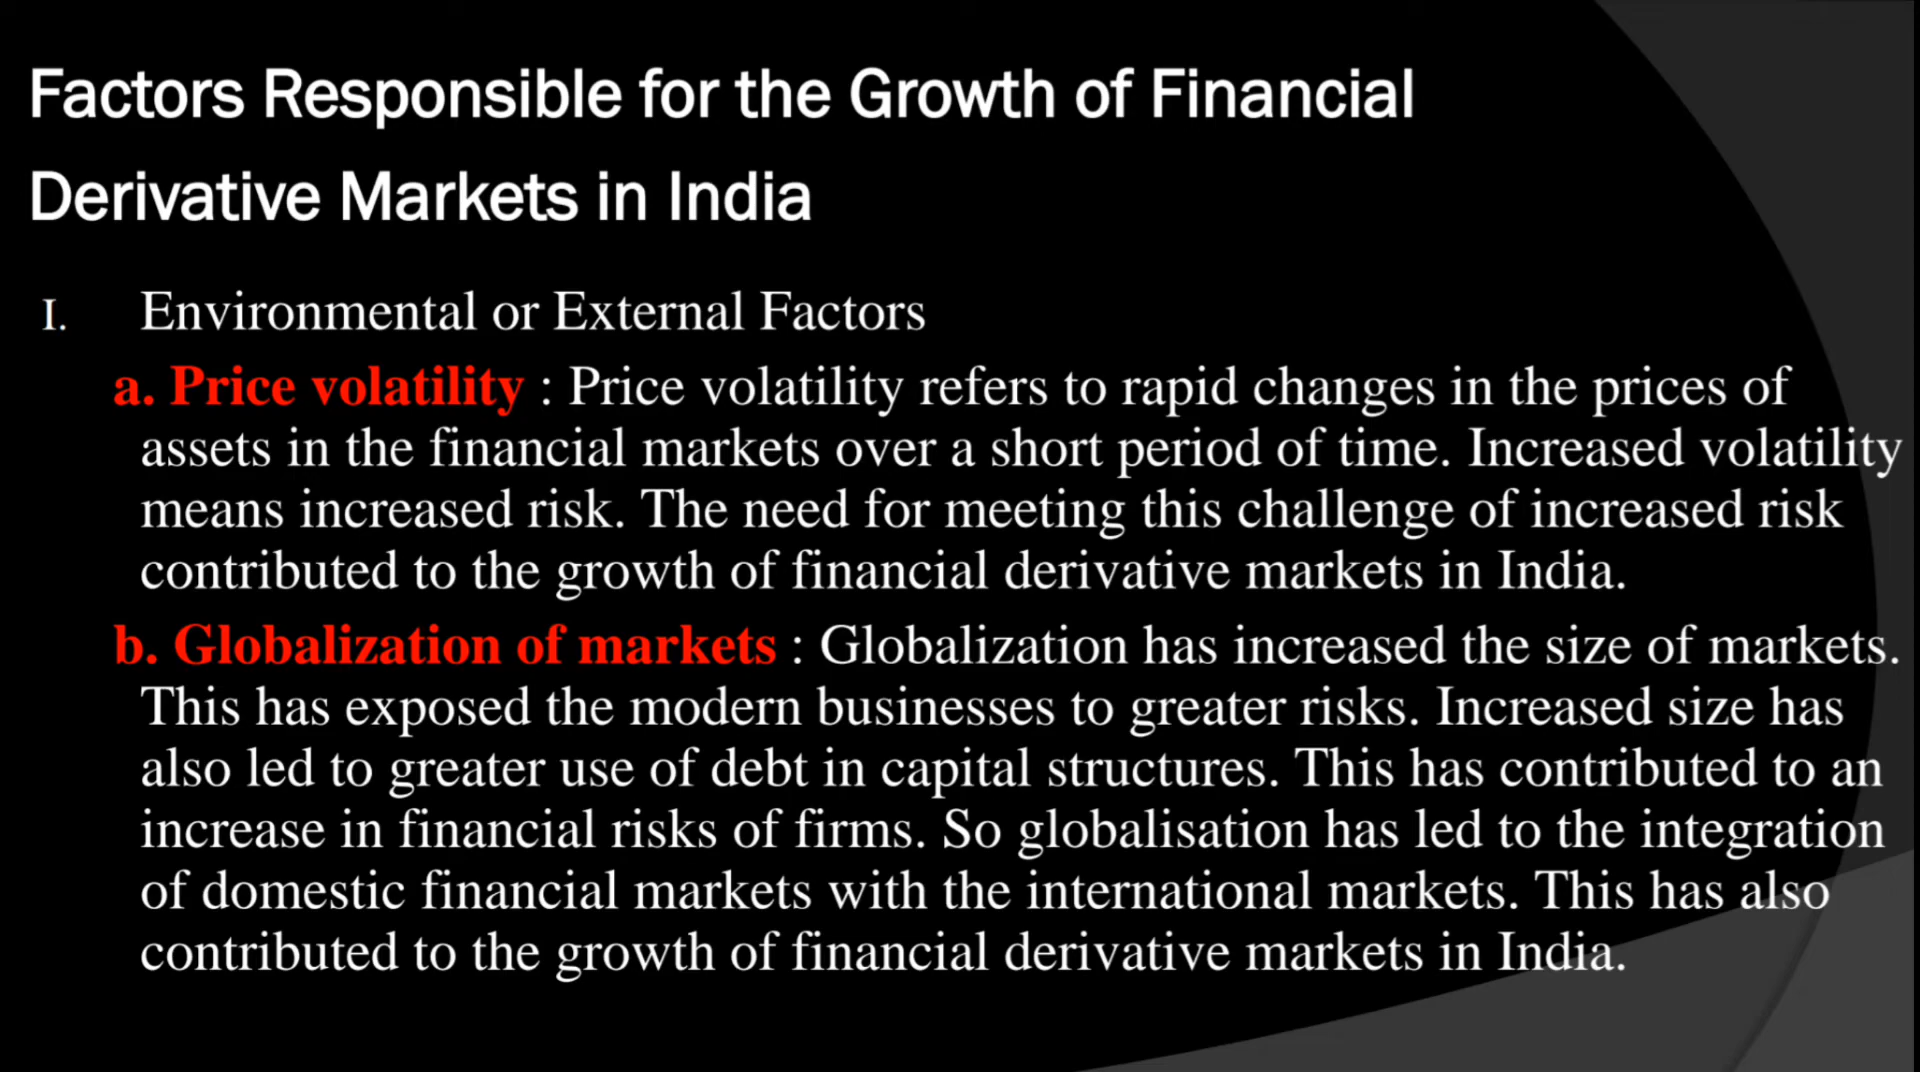 Factors Responsible for the Growth of Financial
Derivative Markets in India
I. Environmental or External Factors
a. Price volatility : Price volatility refers to rapid changes in the prices of
assets in the financial markets over a short period of time. Increased volatility
means increased risk. The need for meeting this challenge of increased risk
contributed to the growth of financial derivative markets in India.
b. Globalization of markets : Globalization has increased the size of markets.
This has exposed the modern businesses to greater risks. Increased size has
also led to greater use of debt in capital structures. This has contributed to an
increase in financial risks of firms. So globalisation has led to the integration
of domestic financial markets with the international markets. This has also
contributed to the growth of financial derivative markets in India.